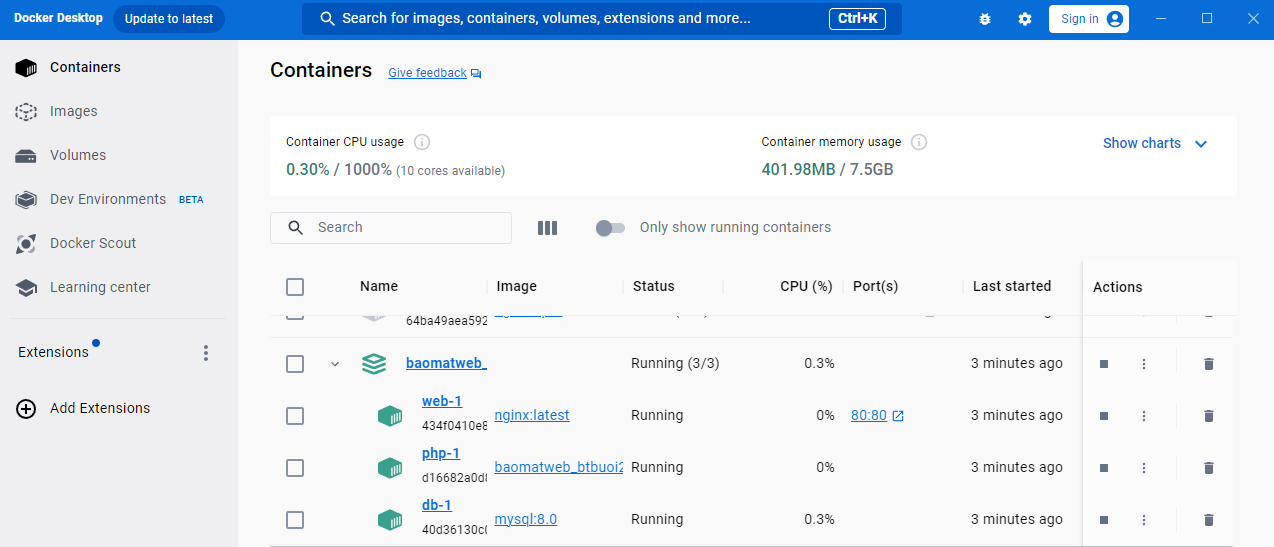 Docker Desktop Update to latest Search for images, containers, volumes, extensions and more... Ctrl+K Sign in
Containers
Images
Volumes
Dev Environments BETA
Docker Scout
Learning center
Extensions
Add Extensions
Containers Give feedback
Container CPU usage
0.30% / 1000% (10 cores available)
Container memory usage
401.98MB / 7.5GB
Show charts
Search
Only show running containers
Name Image Status CPU (%) Port(s) Last started Actions
64ba49aea592
baomatweb_ Running (3/3) 0.3% 3 minutes ago
web-1
434f0410e8 nginx:latest Running 0% 80:80 3 minutes ago
php-1
d16682a0d baomatweb_btbuoi2 Running 0% 3 minutes ago
db-1
40d36130c mysql:8.0 Running 0.3% 3 minutes ago